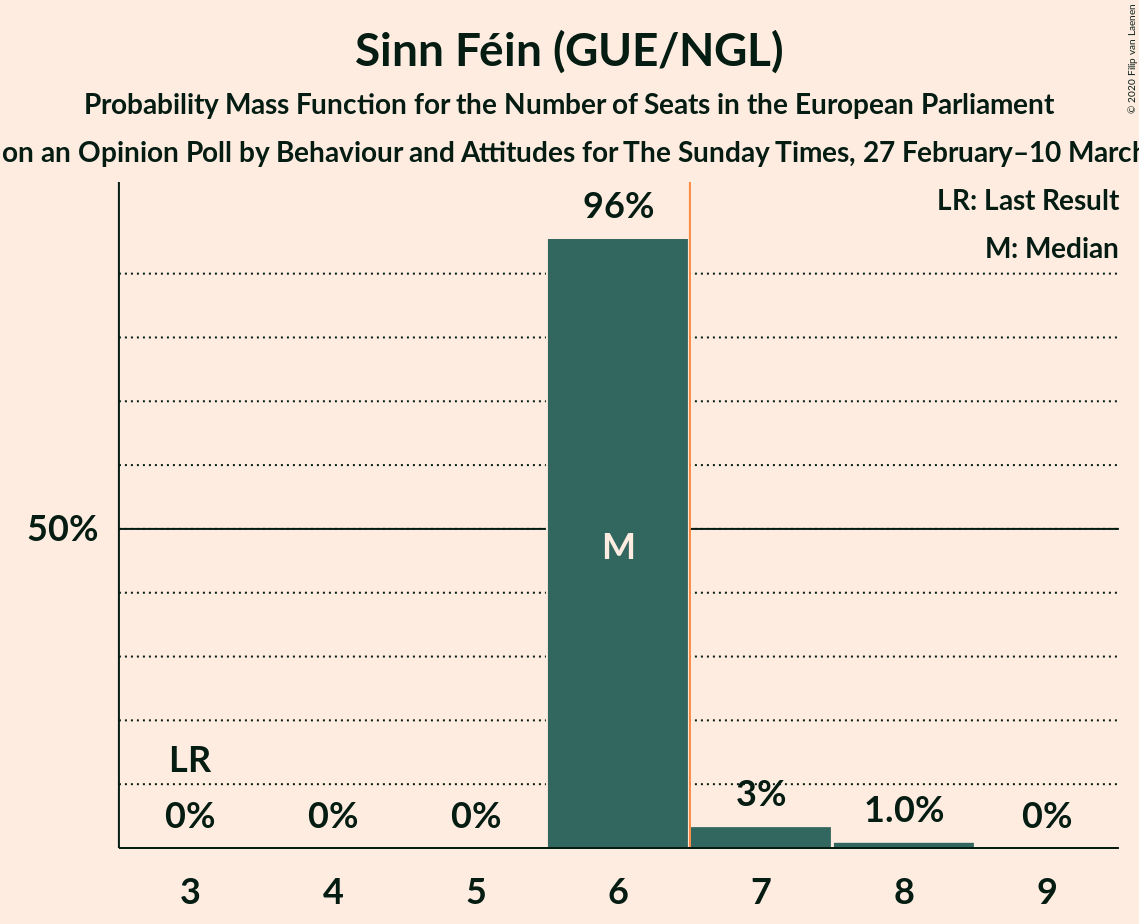 Sinn Féin (GUE/NGL)
Probability Mass Function for the Number of Seats in the European Parliament
on an Opinion Poll by Behaviour and Attitudes for The Sunday Times, 27 February–10 March
© 2020 Filip van Laenen
LR: Last Result
M: Median
96%
50%
M
LR
0%
0%
0%
3%
1.0%
0%
3
4
5
6
7
8
9